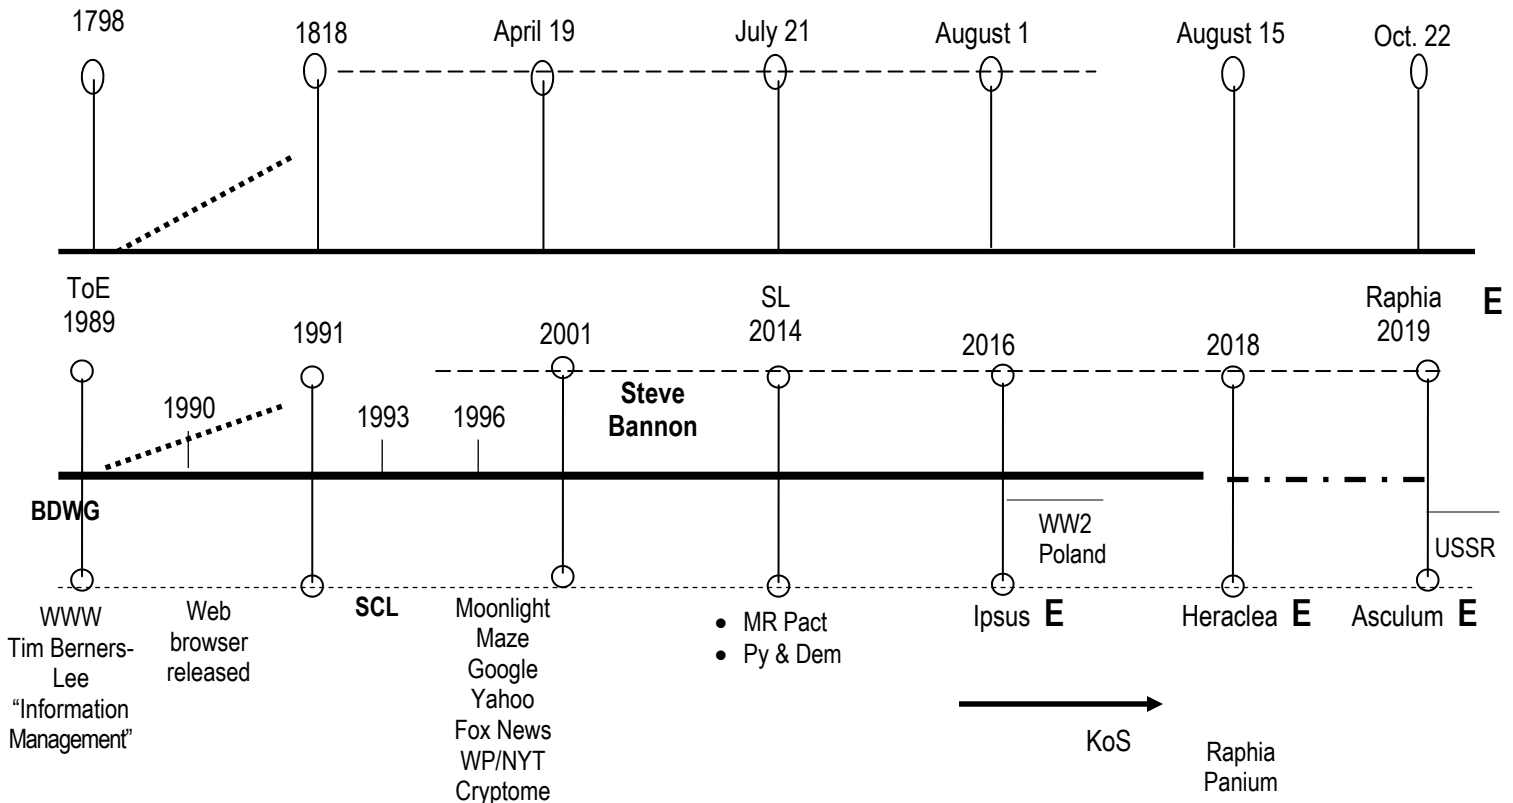 1798
1818
April 19
July 21
August 1
August 15
Oct. 22
ToE
1989
1991
2001
SL
2014
2016
2018
Raphia
2019
E
1990
1993
1996
Steve
Bannon
BDWG
WW2
Poland
USSR
WWW
Tim Berners-
Lee
“Information
Management”
Web
browser
released
SCL
Moonlight
Maze
Google
Yahoo
Fox News
WP/NYT
Cryptome
• MR Pact
• Py & Dem
Ipsus E
Heraclea E
Asculum E
KoS
Raphia
Panium